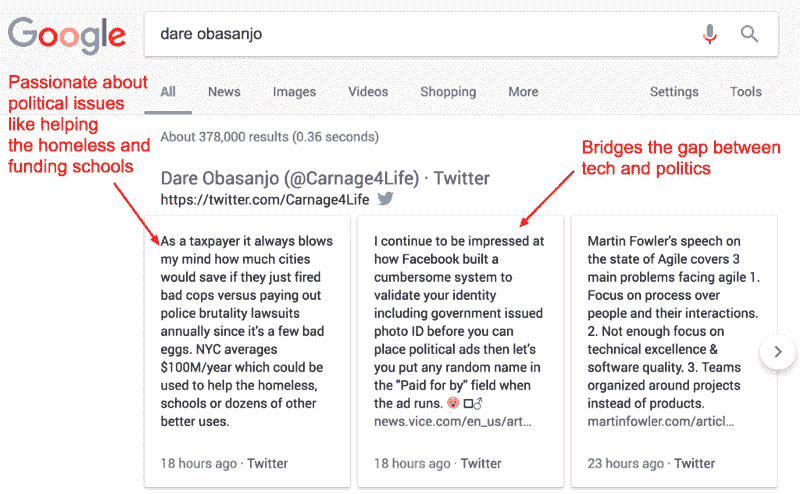 Google
dare obasanjo
Passionate about
political issues
like helping
the homeless and
funding schools
All News Images Videos Shopping More Settings Tools
About 378,000 results (0.36 seconds)
Bridges the gap between
tech and politics
Dare Obasanjo (@Carnage4Life) · Twitter
https://twitter.com/Carnage4Life
As a taxpayer it always blows
my mind how much cities
would save if they just fired
bad cops versus paying out
police brutality lawsuits
annually since it's a few bad
eggs. NYC averages
$100M/year which could be
used to help the homeless,
schools or dozens of other
better uses.
18 hours ago · Twitter
I continue to be impressed at
how Facebook built a
cumbersome system to
validate your identity
including government issued
photo ID before you can
place political ads then let's
you put any random name in
the "Paid for by" field when
the ad runs. 😡 □♂
news.vice.com/en_us/art...
18 hours ago · Twitter
Martin Fowler's speech on
the state of Agile covers 3
main problems facing agile 1.
Focus on process over
people and their interactions.
2. Not enough focus on
technical excellence &
software quality. 3. Teams
organized around projects
instead of products.
martinfowler.com/articl...
23 hours ago · Twitter